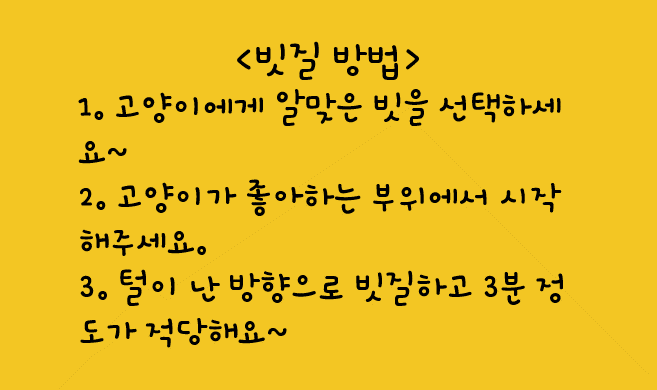 <빗질 방법>
1. 고양이에게 알맞은 빗을 선택하세
요~
2. 고양이가 좋아하는 부위에서 시작
해주세요.
3. 털이 난 방향으로 빗질하고 3분 정
도가 적당해요~